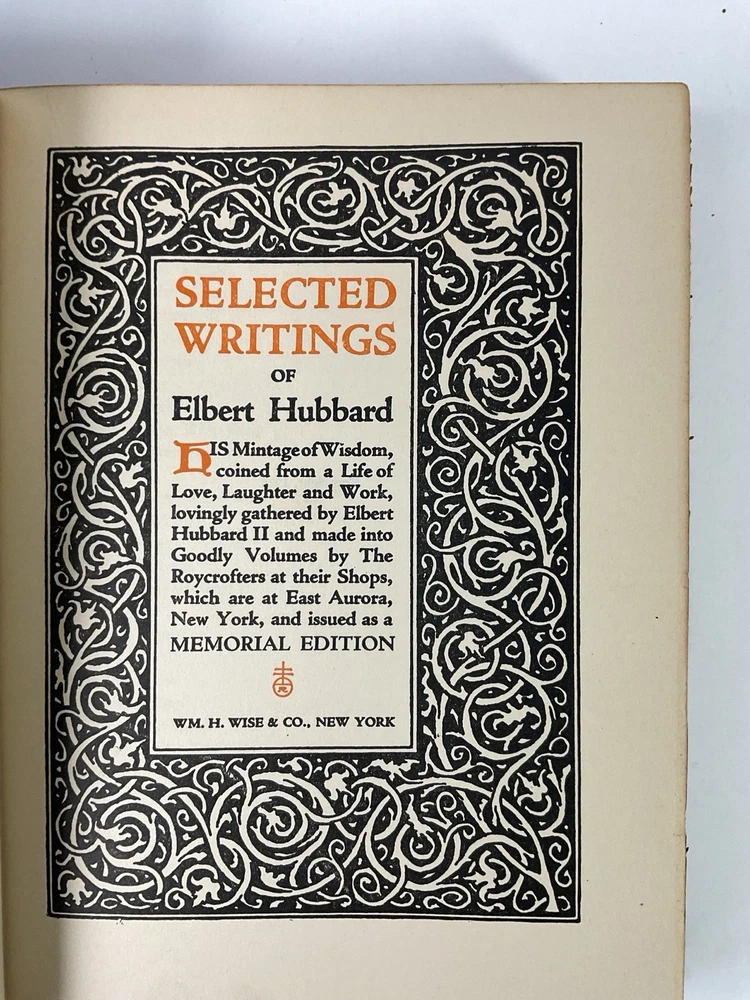 SELECTED
WRITINGS
OF
Elbert Hubbard
HIS Mintage of Wisdom,
coined from a Life of
Love, Laughter and Work,
lovingly gathered by Elbert
Hubbard II and made into
Goodly Volumes by The
Roycrofters at their Shops,
which are at East Aurora,
New York, and issued as a
MEMORIAL EDITION
R
WM. H. WISE & CO., NEW YORK